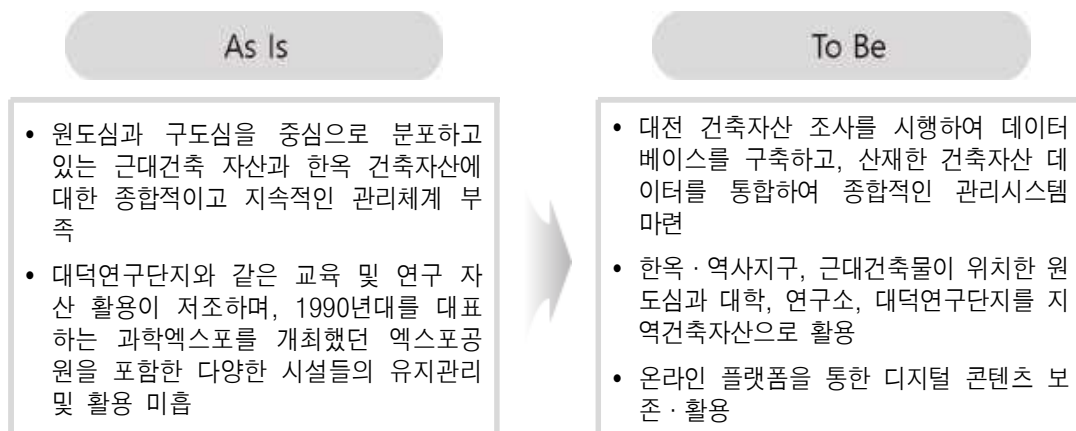 As Is
• 원도심과 구도심을 중심으로 분포하고
있는 근대건축 자산과 한옥 건축자산에
대한 종합적이고 지속적인 관리체계 부
족
• 대덕연구단지와 같은 교육 및 연구 자
산 활용이 저조하며, 1990년대를 대표
하는 과학엑스포를 개최했던 엑스포공
원을 포함한 다양한 시설들의 유지관리
및 활용 미흡
To Be
• 대전 건축자산 조사를 시행하여 데이터
베이스를 구축하고, 산재한 건축자산 데
이터를 통합하여 종합적인 관리시스템
마련
• 한옥·역사지구, 근대건축물이 위치한 원
도심과 대학, 연구소, 대덕연구단지를 지
역건축자산으로 활용
• 온라인 플랫폼을 통한 디지털 콘텐츠 보
존·활용